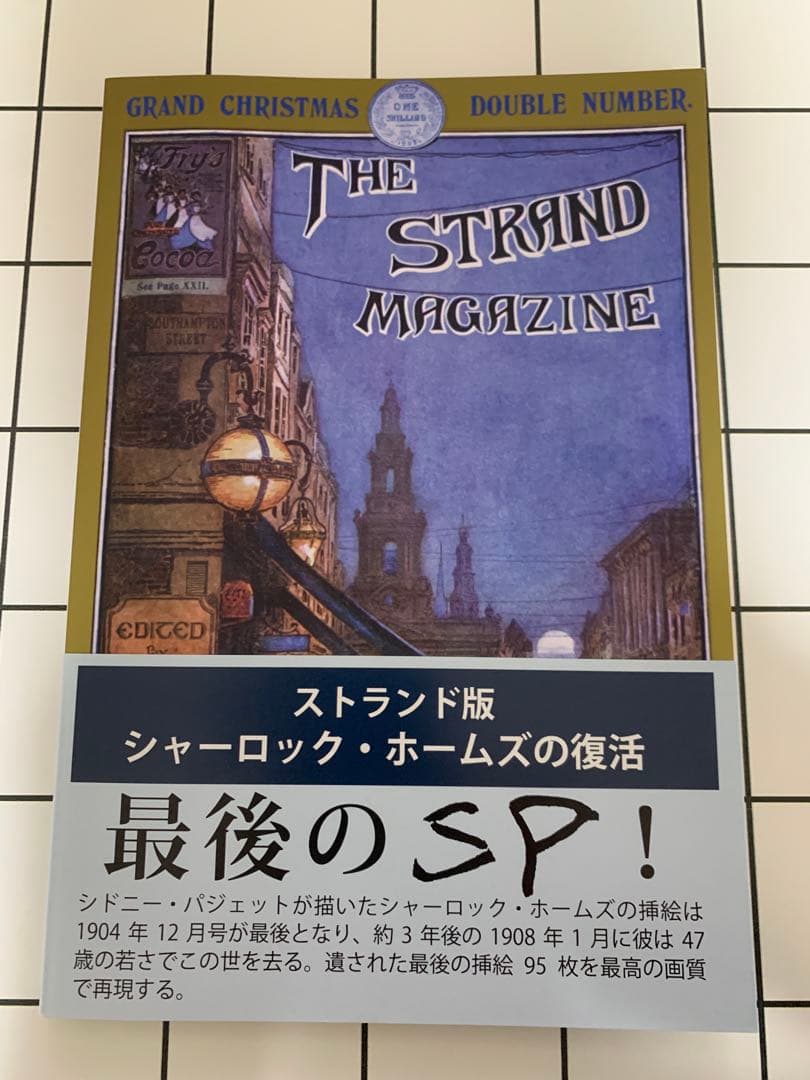 GRAND CHRISTMAS
ONE
SHILLING
DOUBLE NUMBER.
THE
STRAND
MAGAZINE
Fry's
Cocoa
See Page XXII.
SOUTHAMPTON
STREET
EDITED
BY
ストランド版
シャーロック・ホームズの復活
最後のSP!
シドニー・パジェットが描いたシャーロック・ホームズの挿絵は
1904 年 12 月号が最後となり、約 3 年後の 1908 年 1 月に彼は 47
歳の若さでこの世を去る。遺された最後の挿絵 95 枚を最高の画質
で再現する。